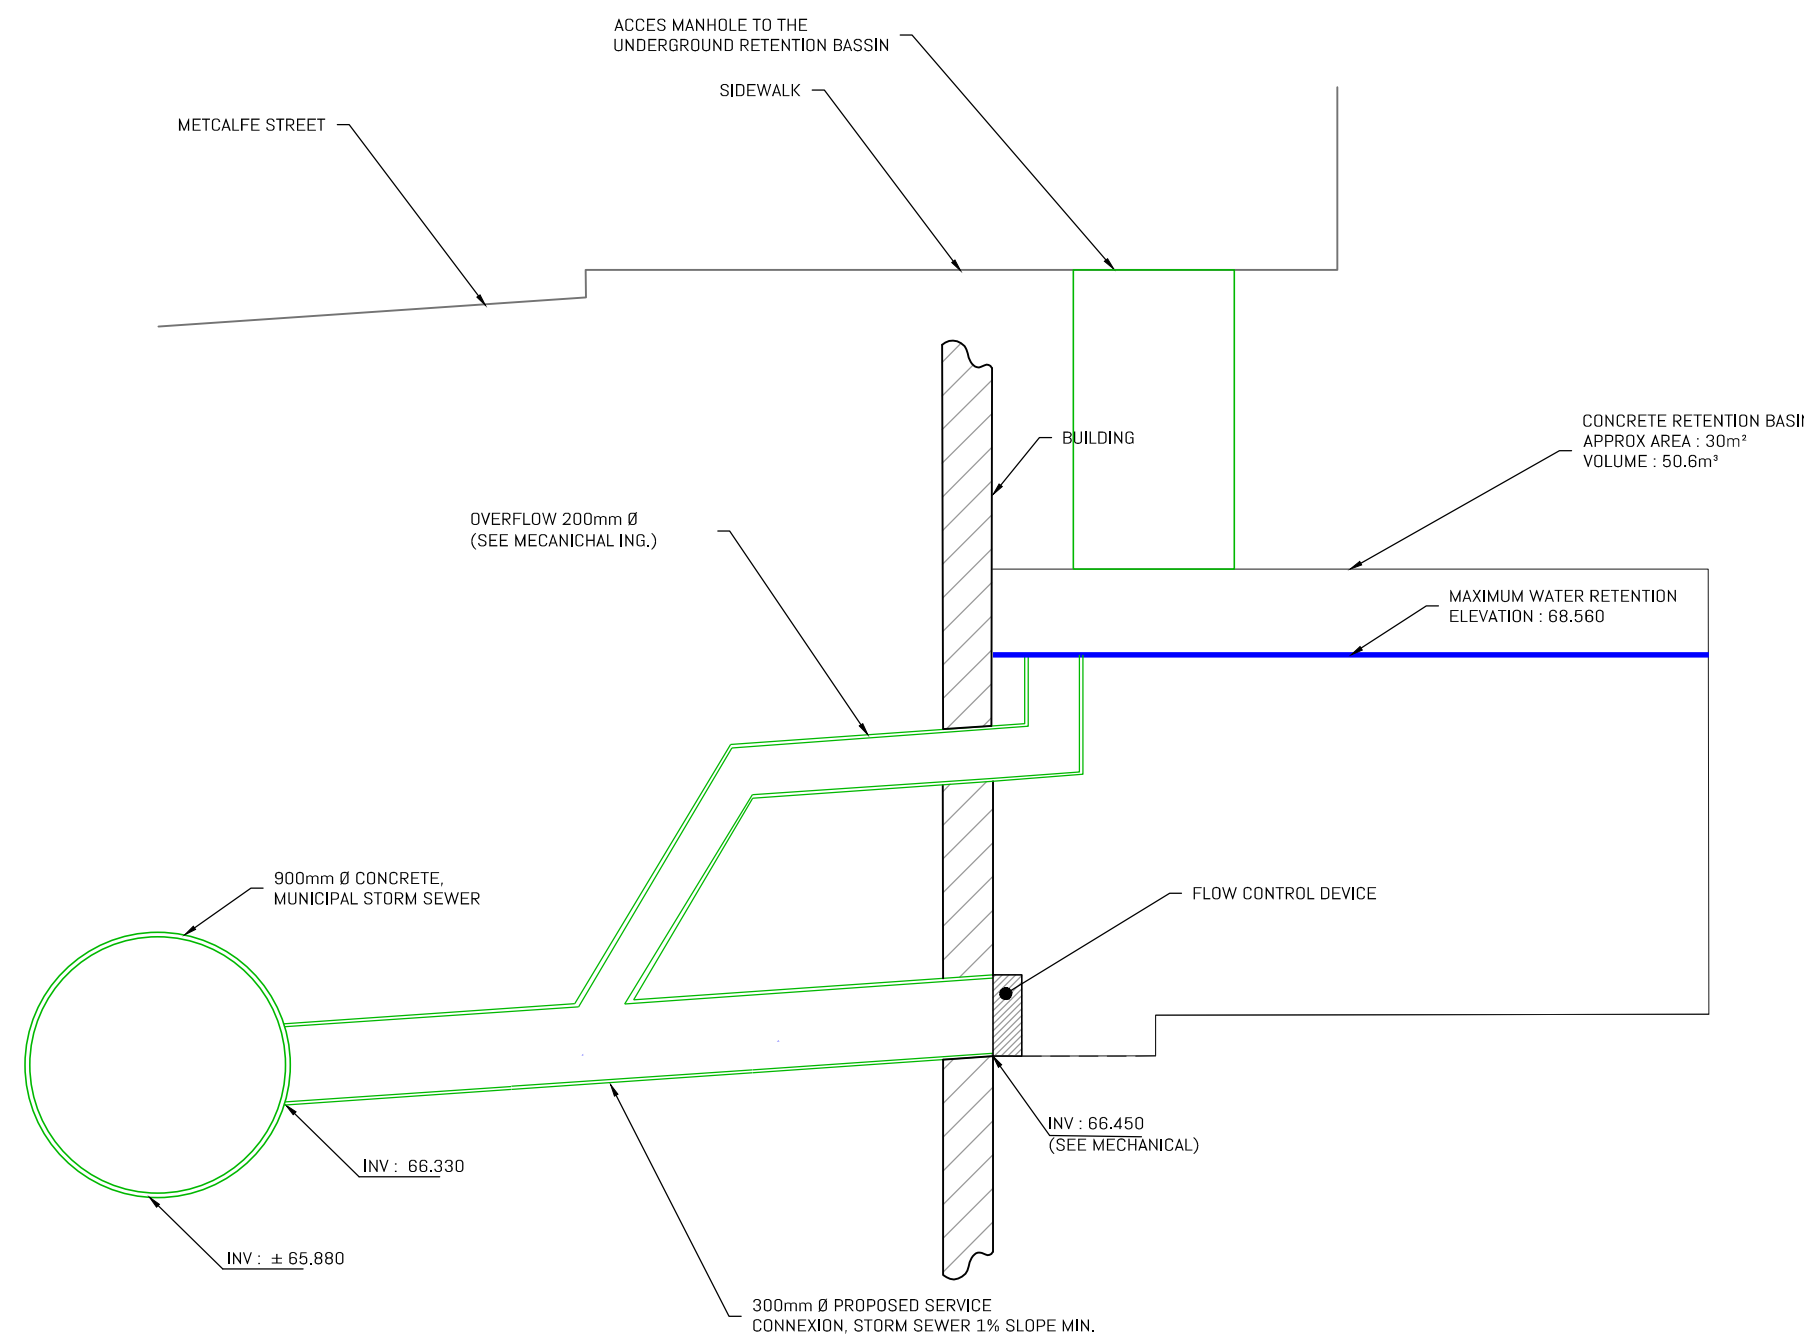 ACCES MANHOLE TO THE
UNDERGROUND RETENTION BASSIN
SIDEWALK
METCALFE STREET
BUILDING
CONCRETE RETENTION BASIN
APPROX AREA : 30m²
VOLUME : 50.6m³
OVERFLOW 200mm Ø
(SEE MECANICHAL ING.)
MAXIMUM WATER RETENTION
ELEVATION : 68.560
900mm Ø CONCRETE,
MUNICIPAL STORM SEWER
FLOW CONTROL DEVICE
INV : 66.450
(SEE MECHANICAL)
INV : 66.330
INV : ± 65.880
300mm Ø PROPOSED SERVICE
CONNEXION, STORM SEWER 1% SLOPE MIN.